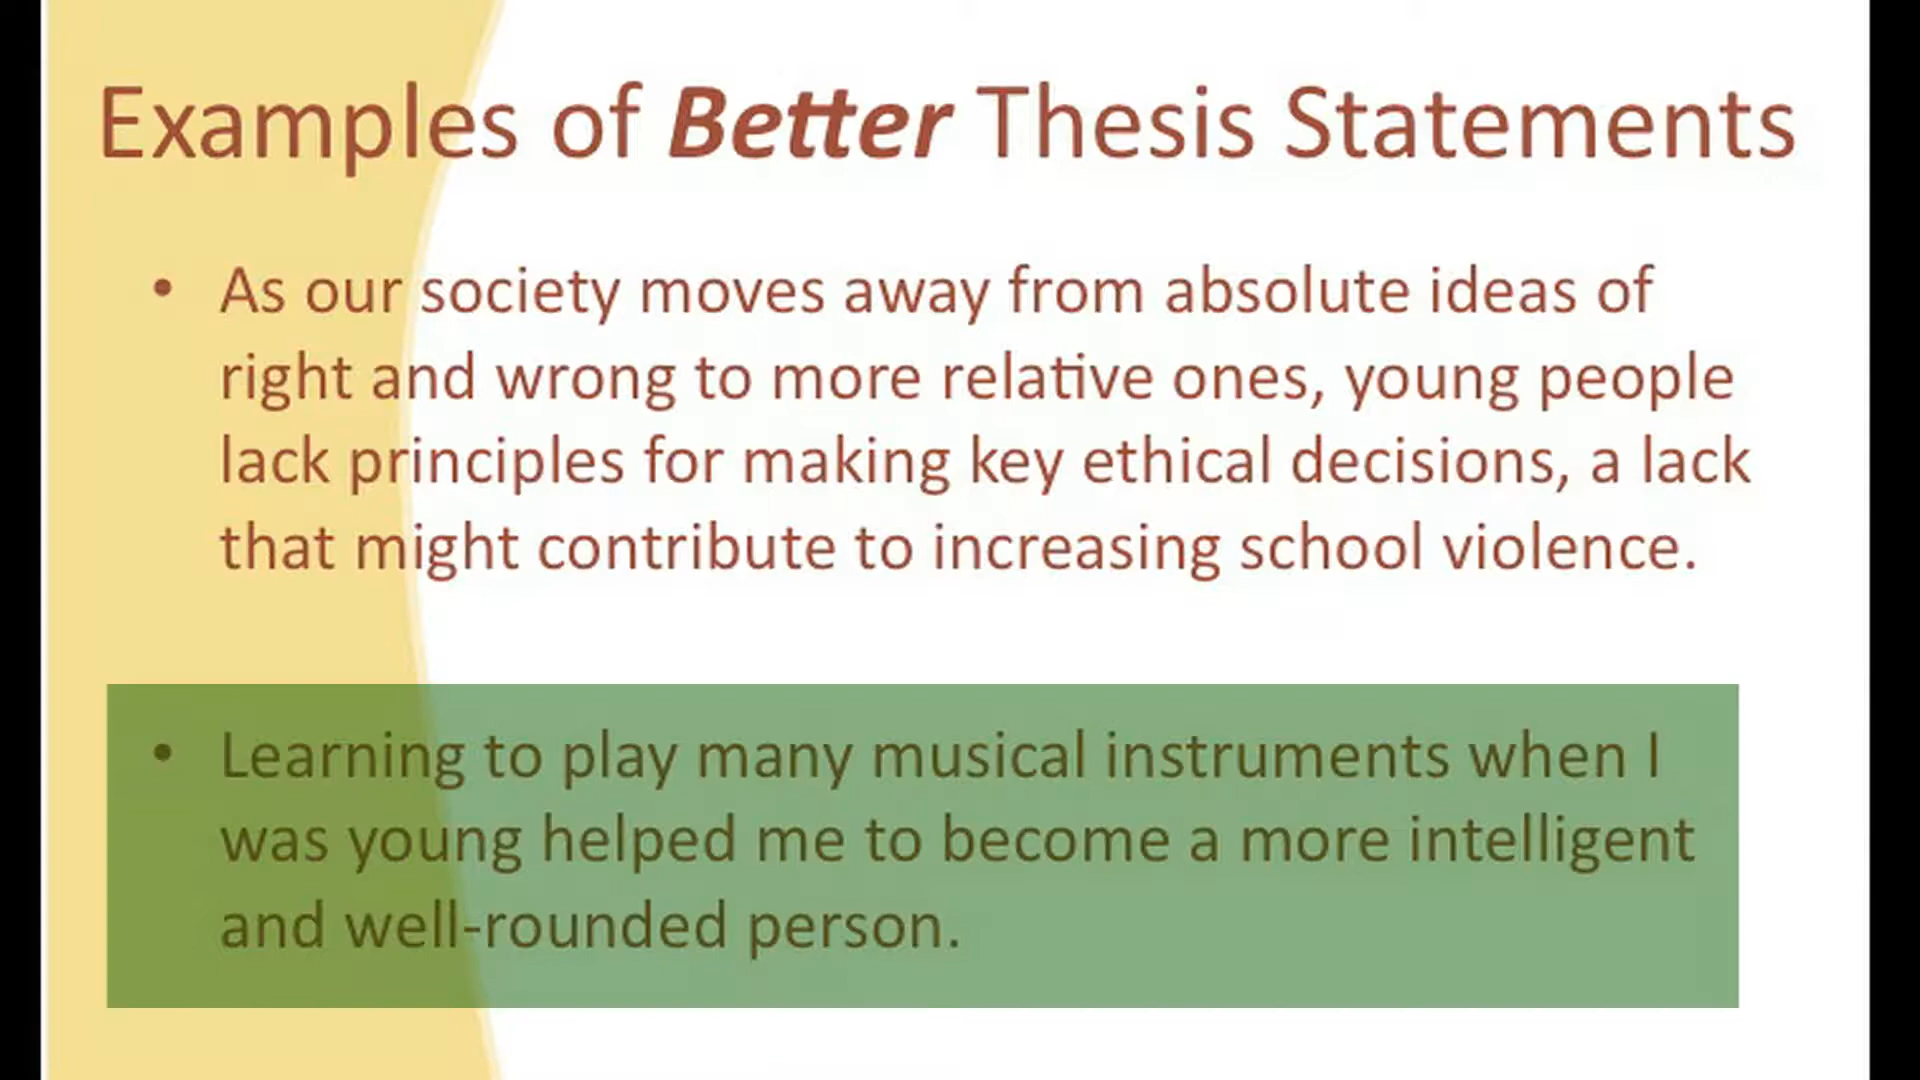 Examples of Better Thesis Statements
• As our society moves away from absolute ideas of
right and wrong to more relative ones, young people
lack principles for making key ethical decisions, a lack
that might contribute to increasing school violence.
• Learning to play many musical instruments when I
was young helped me to become a more intelligent
and well-rounded person.